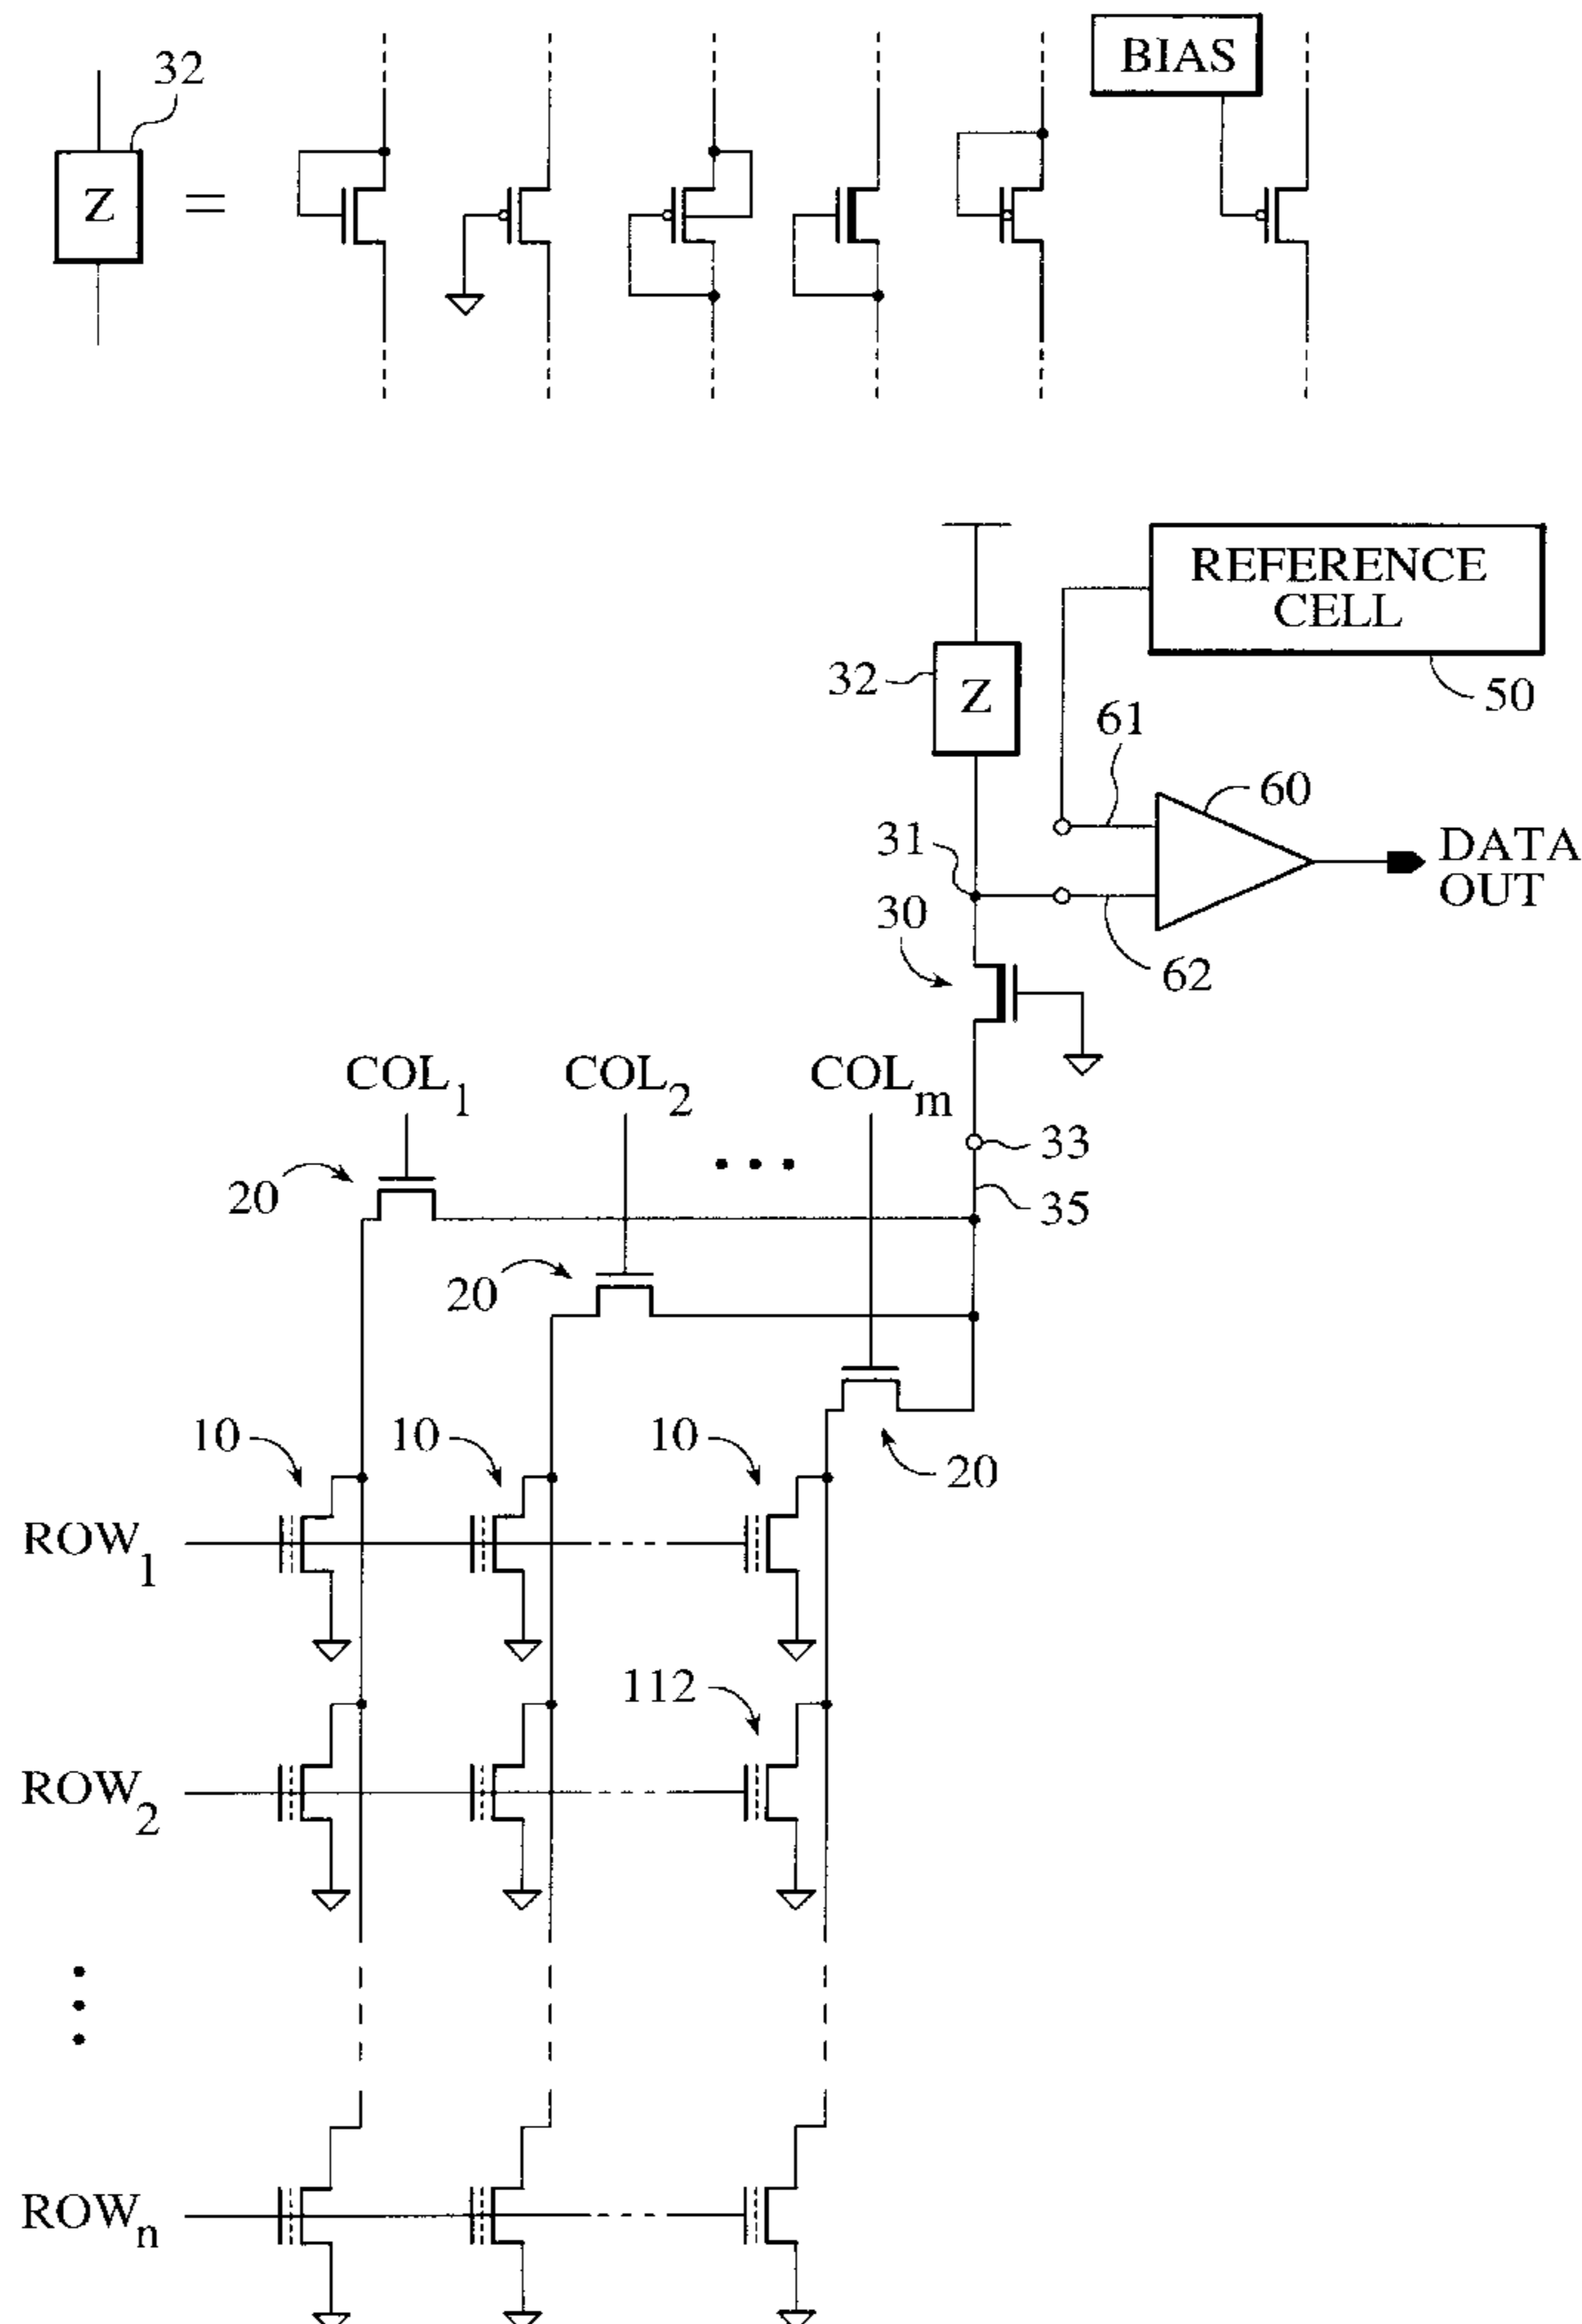 BIAS
32
Z
=
REFERENCE
CELL
32
Z
50
61
60
31
DATA
OUT
30
62
COL1
COL2
COLm
• • •
33
20
35
20
10
10
10
20
ROW1
112
ROW2
ROWn